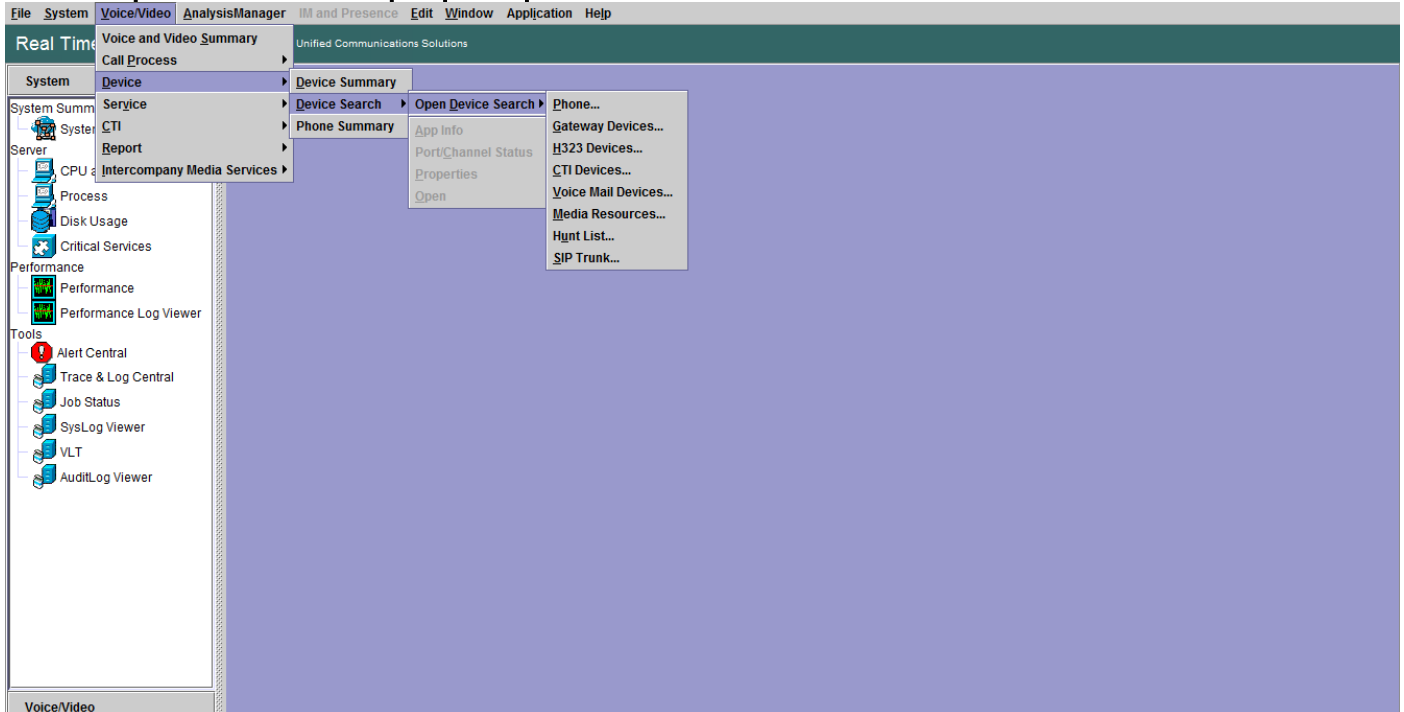 File System Voice/Video AnalysisManager IM and Presence Edit Window Application Help
Real Time
Unified Communications Solutions
Voice and Video Summary
Call Process
Device
Service
CTI
Report
Intercompany Media Services
Device Summary
Device Search
Phone Summary
Open Device Search
App Info
Port/Channel Status
Properties
Open
Phone...
Gateway Devices...
H323 Devices...
CTI Devices...
Voice Mail Devices...
Media Resources...
Hunt List...
SIP Trunk...
System
System Summ
System
Server
CPU a
Process
Disk Usage
Critical Services
Performance
Performance
Performance Log Viewer
Tools
Alert Central
Trace & Log Central
Job Status
SysLog Viewer
VLT
AuditLog Viewer
Voice/Video